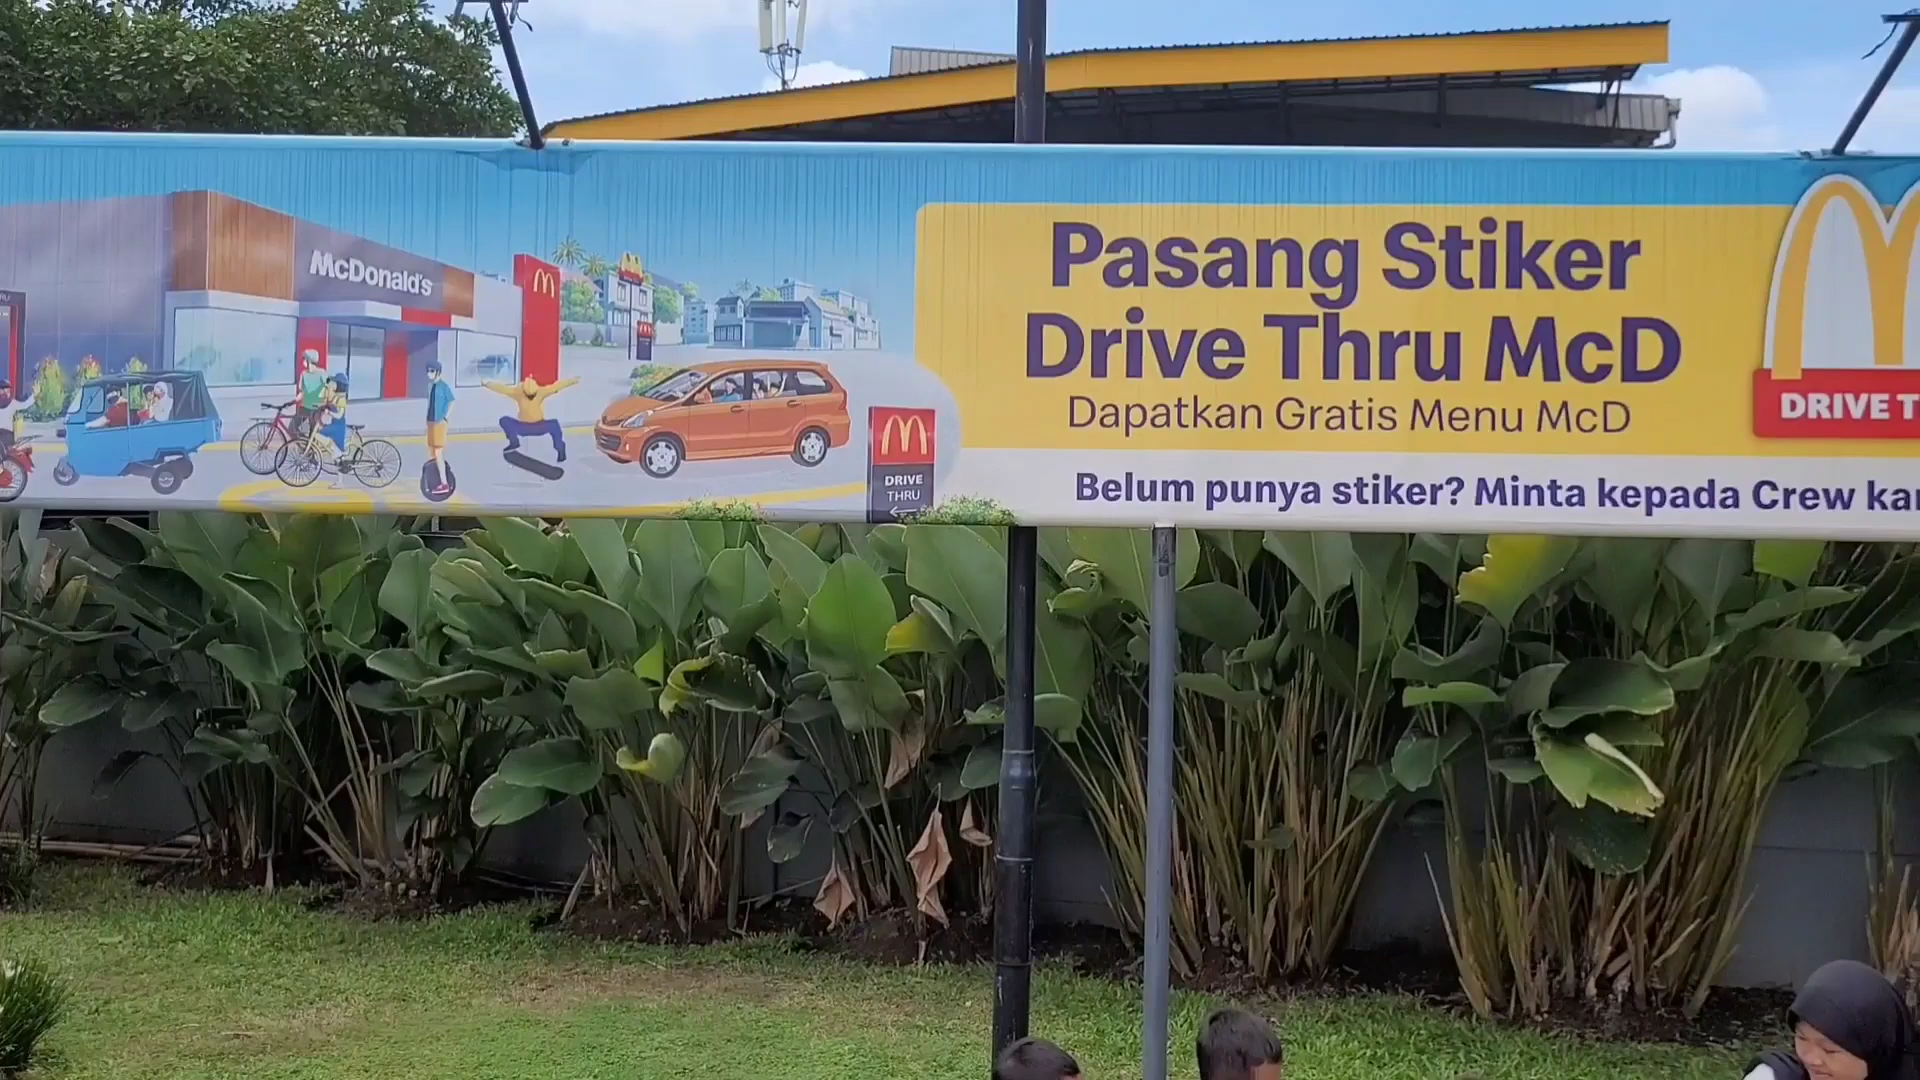 McDonald's
Pasang Stiker
Drive Thru McD
Dapatkan Gratis Menu McD
Belum punya stiker? Minta kepada Crew
DRIVE
DRIVE
THRU